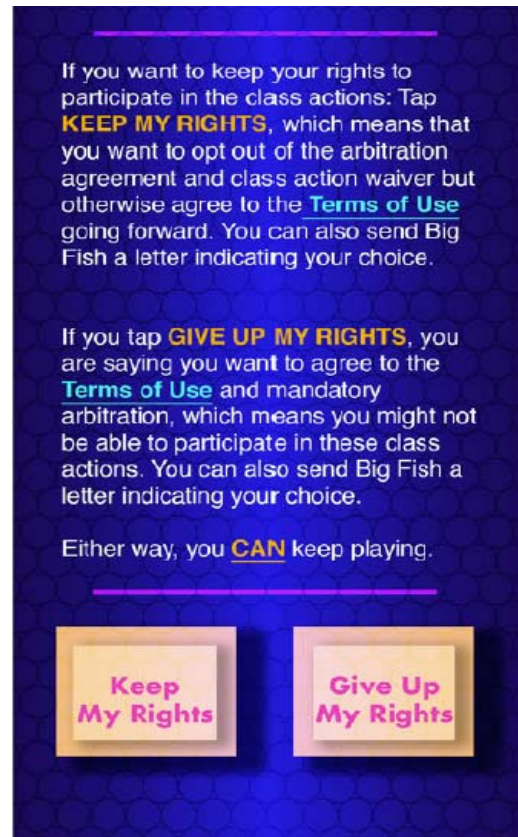 If you want to keep your rights to
participate in the class actions: Tap
KEEP MY RIGHTS, which means that
you want to opt out of the arbitration
agreement and class action waiver but
otherwise agree to the Terms of Use
going forward. You can also send Big
Fish a letter indicating your choice.
If you tap GIVE UP MY RIGHTS, you
are saying you want to agree to the
Terms of Use and mandatory
arbitration, which means you might not
be able to participate in these class
actions. You can also send Big Fish a
letter indicating your choice.
Either way, you CAN keep playing.
Keep
My Rights
Give Up
My Rights